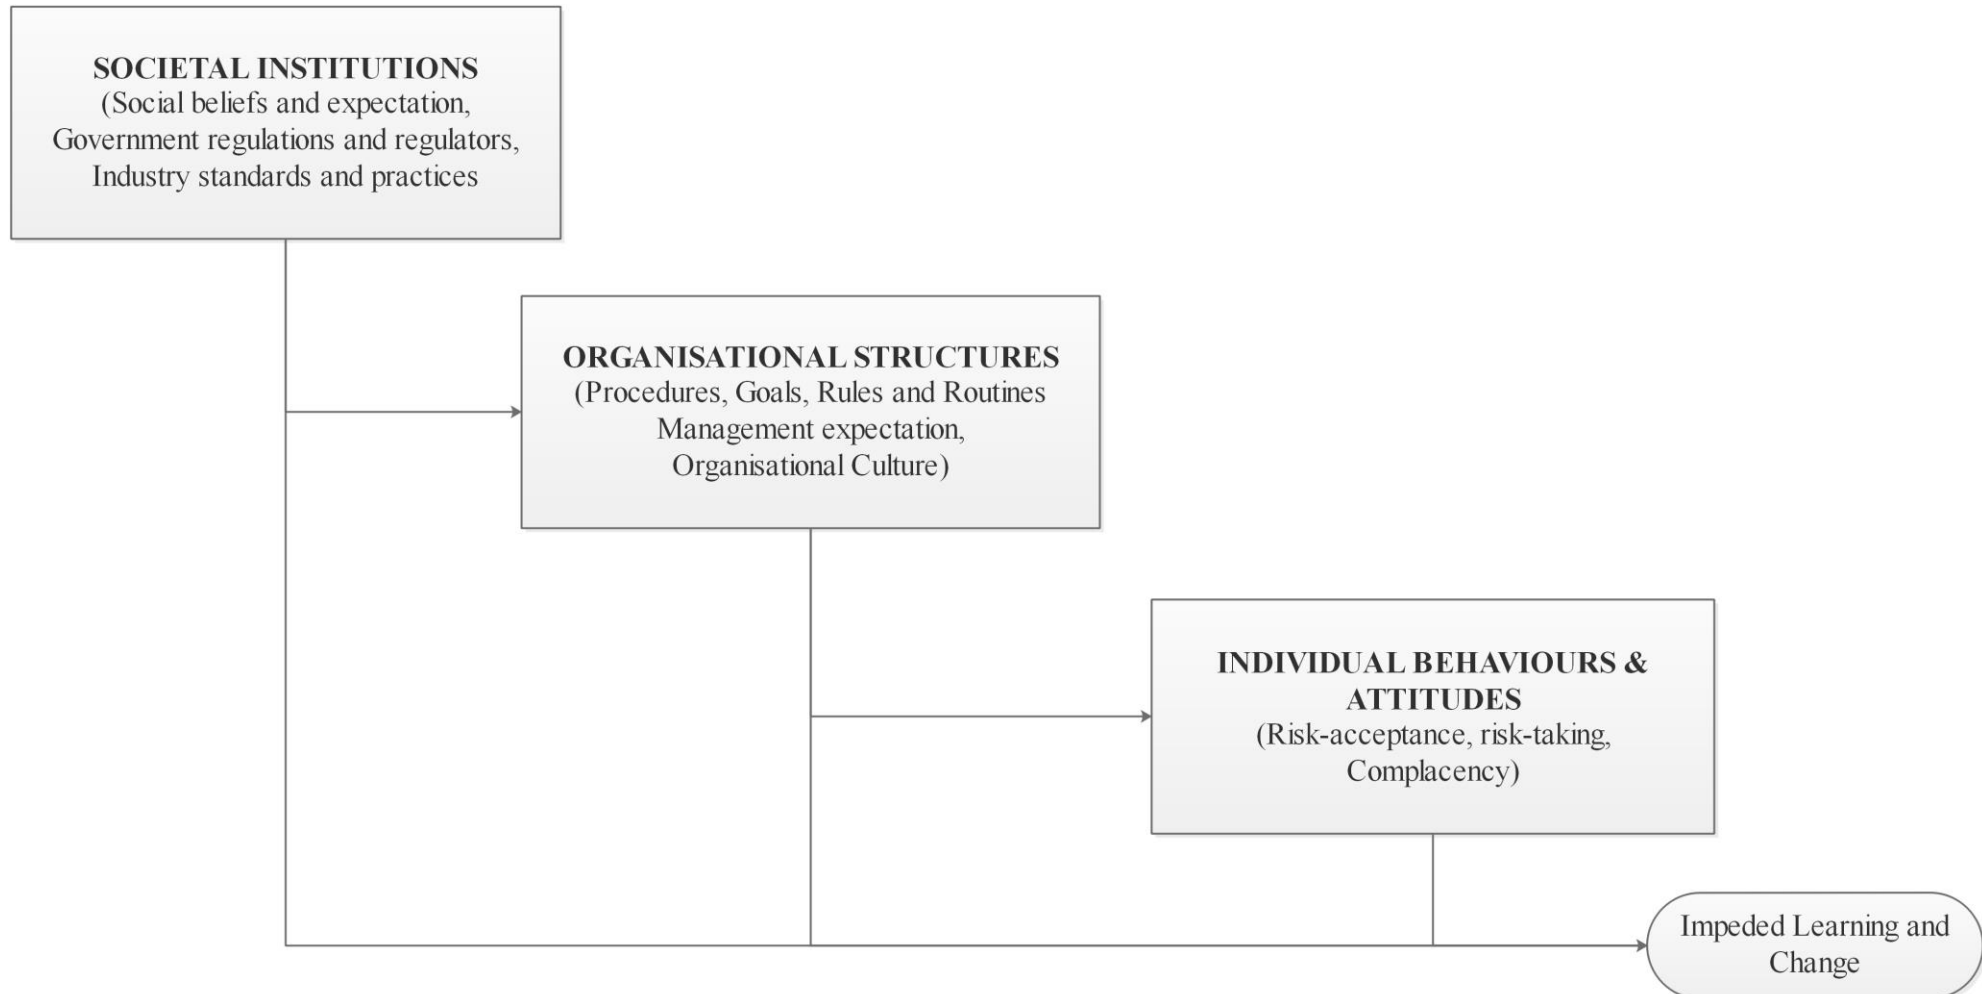 SOCIETAL INSTITUTIONS
(Social beliefs and expectation,
Government regulations and regulators,
Industry standards and practices
ORGANISATIONAL STRUCTURES
(Procedures, Goals, Rules and Routines
Management expectation,
Organisational Culture)
INDIVIDUAL BEHAVIOURS &
ATTITUDES
(Risk-acceptance, risk-taking,
Complacency)
Impeded Learning and
Change